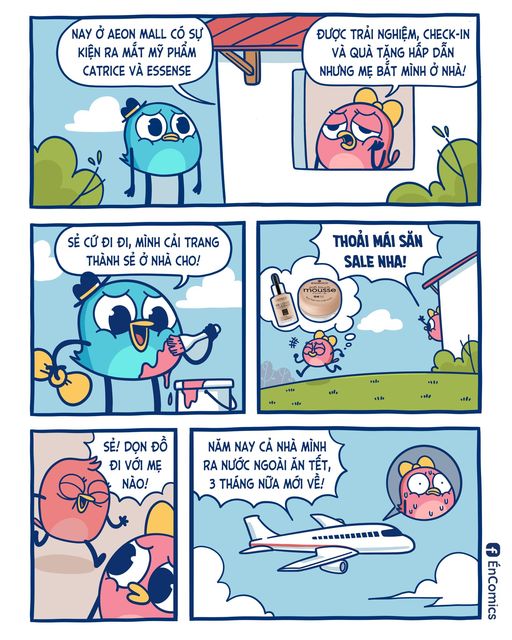 NAY Ở AEON MALL CÓ SỰ
KIỆN RA MẮT MỸ PHẨM
CATRICE VÀ ESSENSE
ĐƯỢC TRẢI NGHIỆM, CHECK-IN
VÀ QUÀ TẶNG HẤP DẪN
NHƯNG MẸ BẮT MÌNH Ở NHÀ!
SẺ CỨ ĐI ĐI, MÌNH CẢI TRANG
THÀNH SẺ Ở NHÀ CHO!
THOẢI MÁI SĂN
SALE NHA!
mousse
SẺ! DỌN ĐỒ
ĐI VỚI MẸ
NÀO!
NĂM NAY CẢ NHÀ MÌNH
RA NƯỚC NGOÀI ĂN TẾT,
3 THÁNG NỮA MỚI VỀ!
ÉnComics